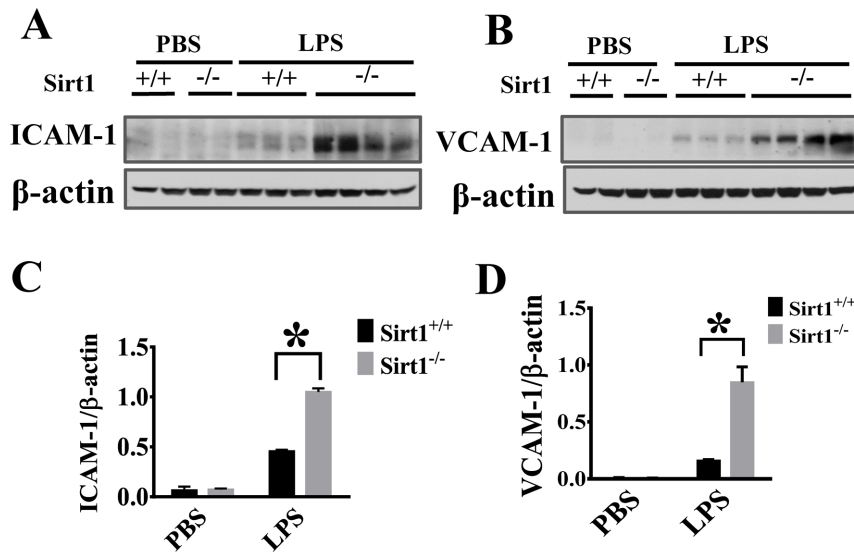 A
PBS LPS
Sirt1 +/+ -/- +/+ -/-
ICAM-1
β-actin
B
PBS LPS
Sirt1 +/+ -/- +/+ -/-
VCAM-1
β-actin
C
ICAM-1/β-actin
1.5
1.0
0.5
0.0
*
Sirt1+/+
Sirt1-/-
PBS LPS
D
VCAM-1/β-actin
1.5
1.0
0.5
0.0
*
Sirt1+/+
Sirt1-/-
PBS LPS